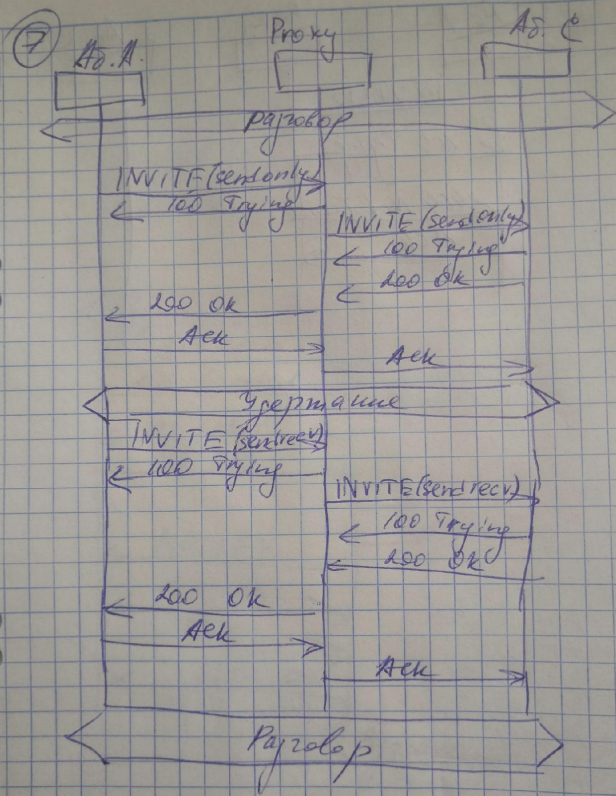 7
Аб. А.
Proxy
Аб. С
Разговор
INVITE (sendonly)
100 Trying
INVITE (sendonly)
100 Trying
200 OK
200 OK
Ack
Ack
Удержание
INVITE (sendrecv)
100 Trying
INVITE (sendrecv)
100 Trying
200 OK
200 OK
Ack
Ack
Разговор